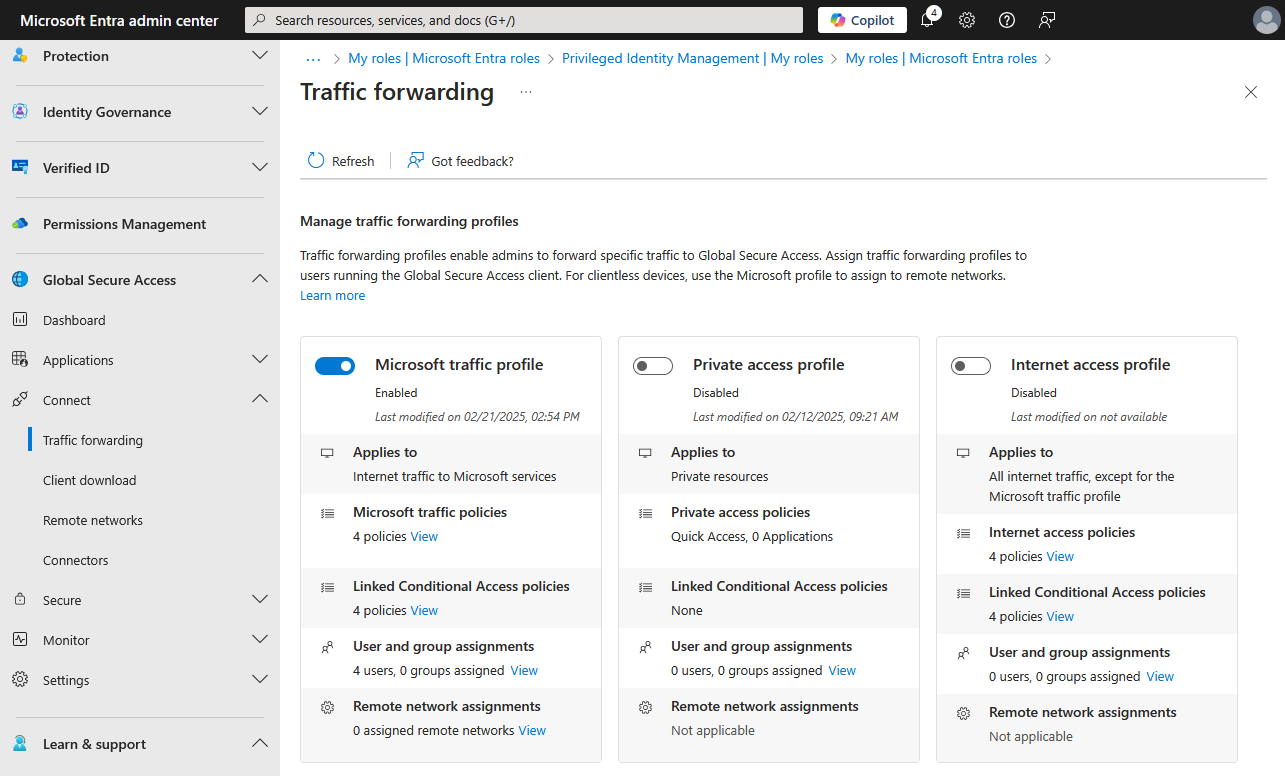 Microsoft Entra admin center
Search resources, services, and docs (G+/)
Copilot
4
Protection
Identity Governance
Verified ID
Permissions Management
Global Secure Access
Dashboard
Applications
Connect
Traffic forwarding
Client download
Remote networks
Connectors
Secure
Monitor
Settings
Learn & support
... > My roles | Microsoft Entra roles > Privileged Identity Management | My roles > My roles | Microsoft Entra roles >
Traffic forwarding ...
Refresh | Got feedback?
Manage traffic forwarding profiles
Traffic forwarding profiles enable admins to forward specific traffic to Global Secure Access. Assign traffic forwarding profiles to
users running the Global Secure Access client. For clientless devices, use the Microsoft profile to assign to remote networks.
Learn more
Microsoft traffic profile
Enabled
Last modified on 02/21/2025, 02:54 PM
Applies to
Internet traffic to Microsoft services
Microsoft traffic policies
4 policies View
Linked Conditional Access policies
4 policies View
User and group assignments
4 users, 0 groups assigned View
Remote network assignments
0 assigned remote networks View
Private access profile
Disabled
Last modified on 02/12/2025, 09:21 AM
Applies to
Private resources
Private access policies
Quick Access, 0 Applications
Linked Conditional Access policies
None
User and group assignments
0 users, 0 groups assigned View
Remote network assignments
Not applicable
Internet access profile
Disabled
Last modified on not available
Applies to
All internet traffic, except for the
Microsoft traffic profile
Internet access policies
4 policies View
Linked Conditional Access policies
4 policies View
User and group assignments
0 users, 0 groups assigned View
Remote network assignments
Not applicable